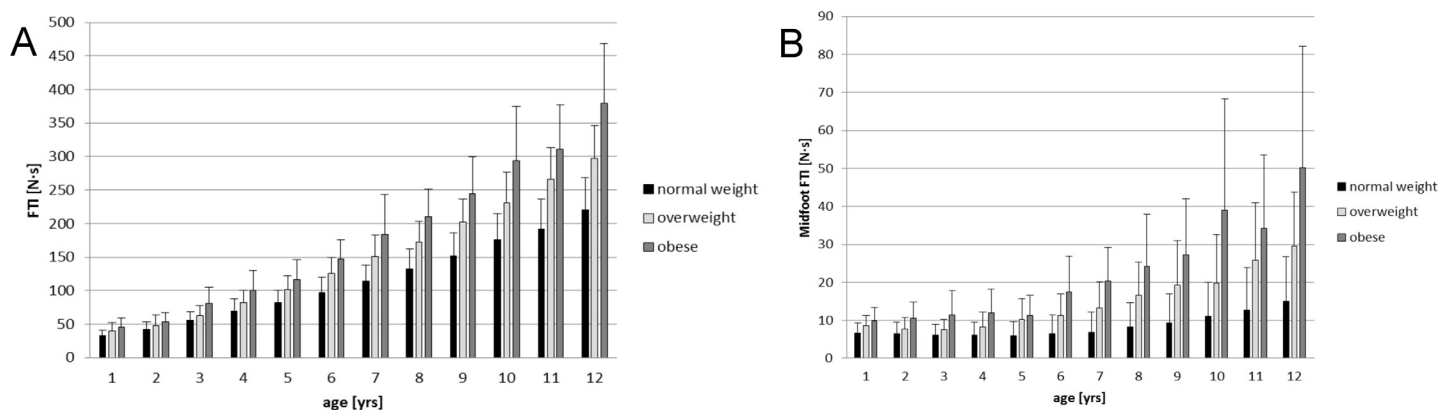 A
FTI [N·s]
500
450
400
350
300
250
200
150
100
50
0
1 2 3 4 5 6 7 8 9 10 11 12
age [yrs]
normal weight
overweight
obese
B
Midfoot FTI [N·s]
90
80
70
60
50
40
30
20
10
0
1 2 3 4 5 6 7 8 9 10 11 12
age [yrs]
normal weight
overweight
obese